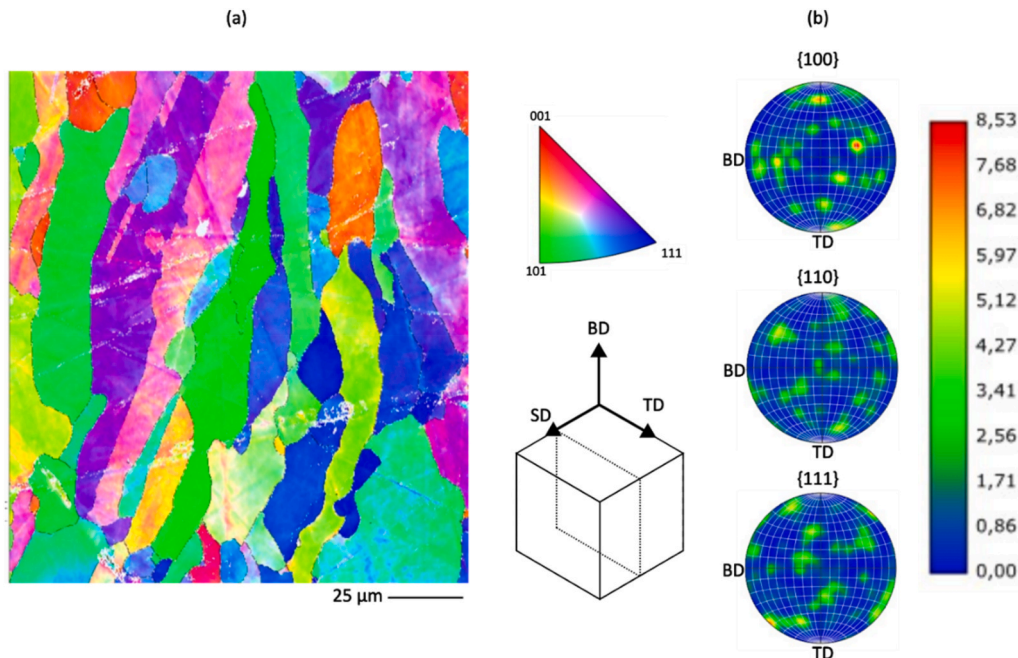 (a)
(b)
25 µm
001
101
111
BD
SD
TD
{100}
BD
TD
{110}
BD
TD
{111}
BD
TD
8,53
7,68
6,82
5,97
5,12
4,27
3,41
2,56
1,71
0,86
0,00